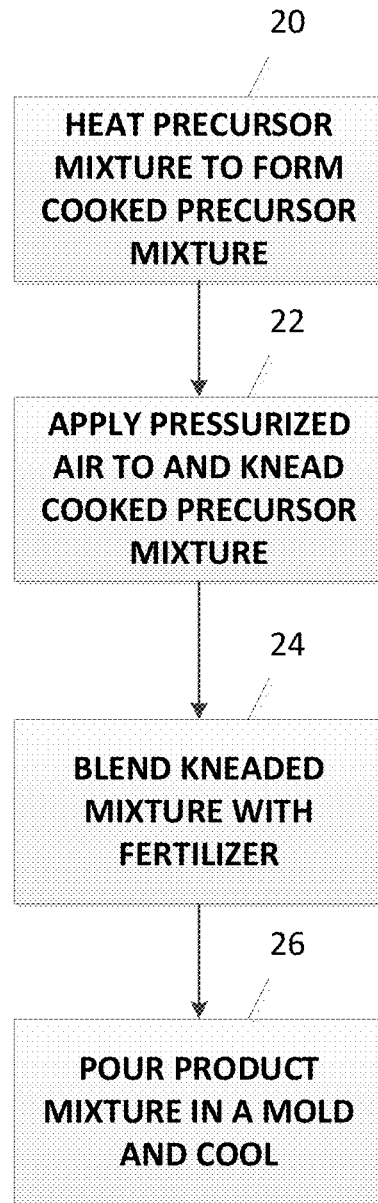 20
HEAT PRECURSOR
MIXTURE TO FORM
COOKED PRECURSOR
MIXTURE
22
APPLY PRESSURIZED
AIR TO AND KNEAD
COOKED PRECURSOR
MIXTURE
24
BLEND KNEADED
MIXTURE WITH
FERTILIZER
26
POUR PRODUCT
MIXTURE IN A MOLD
AND COOL